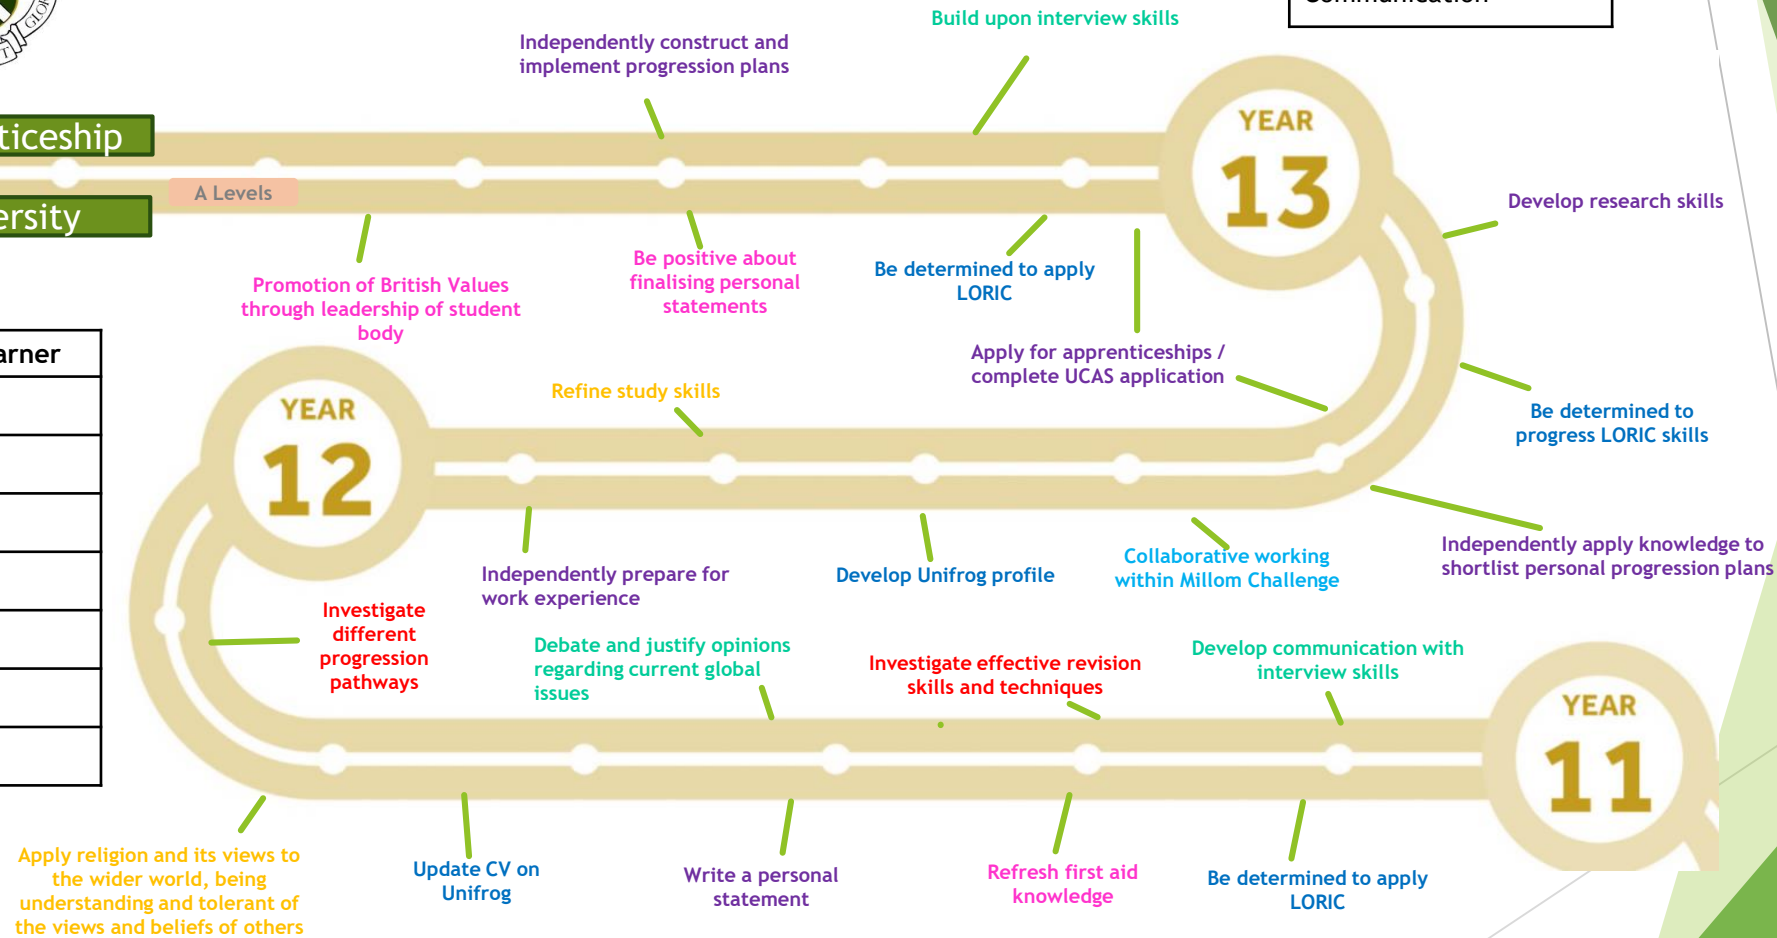 Communication
Build upon interview skills
GLOR
Independently construct and
implement progression plans
YEAR
13
ticeship
A Levels
ersity
Develop research skills
Be positive about
finalising personal
statements
Be determined to apply
LORIC
Promotion of British Values
through leadership of student
body
Apply for apprenticeships /
complete UCAS application
arner
Refine study skills
YEAR
12
Be determined to
progress LORIC skills
Independently prepare for
work experience
Develop Unifrog profile
Collaborative working
within Millom Challenge
Independently apply knowledge to
shortlist personal progression plans
Investigate
different
progression
pathways
Debate and justify opinions
regarding current global
issues
Investigate effective revision
skills and techniques
Develop communication with
interview skills
YEAR
11
Apply religion and its views to
the wider world, being
understanding and tolerant of
the views and beliefs of others
Update CV on
Unifrog
Write a personal
statement
Refresh first aid
knowledge
Be determined to apply
LORIC